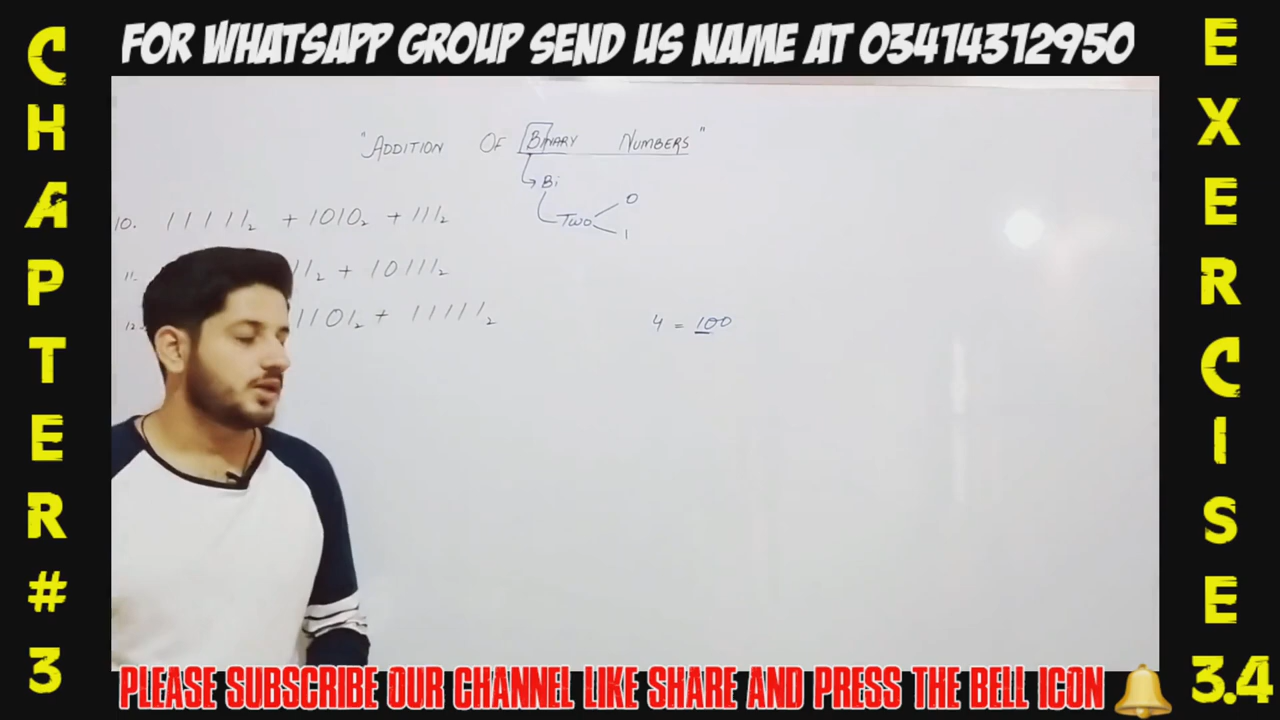 FOR WHATSAPP GROUP SEND US NAME AT 03414312950
CHAPTER # 3
"ADDITION OF BINARY NUMBERS"
Bi
Two 0 1
10. 11111₂ + 1010₂ + 111₂
11. 11₂ + 10111₂
12. 1101₂ + 11111₂
4 = 100
EXERCISE 3.4
PLEASE SUBSCRIBE OUR CHANNEL LIKE SHARE AND PRESS THE BELL ICON